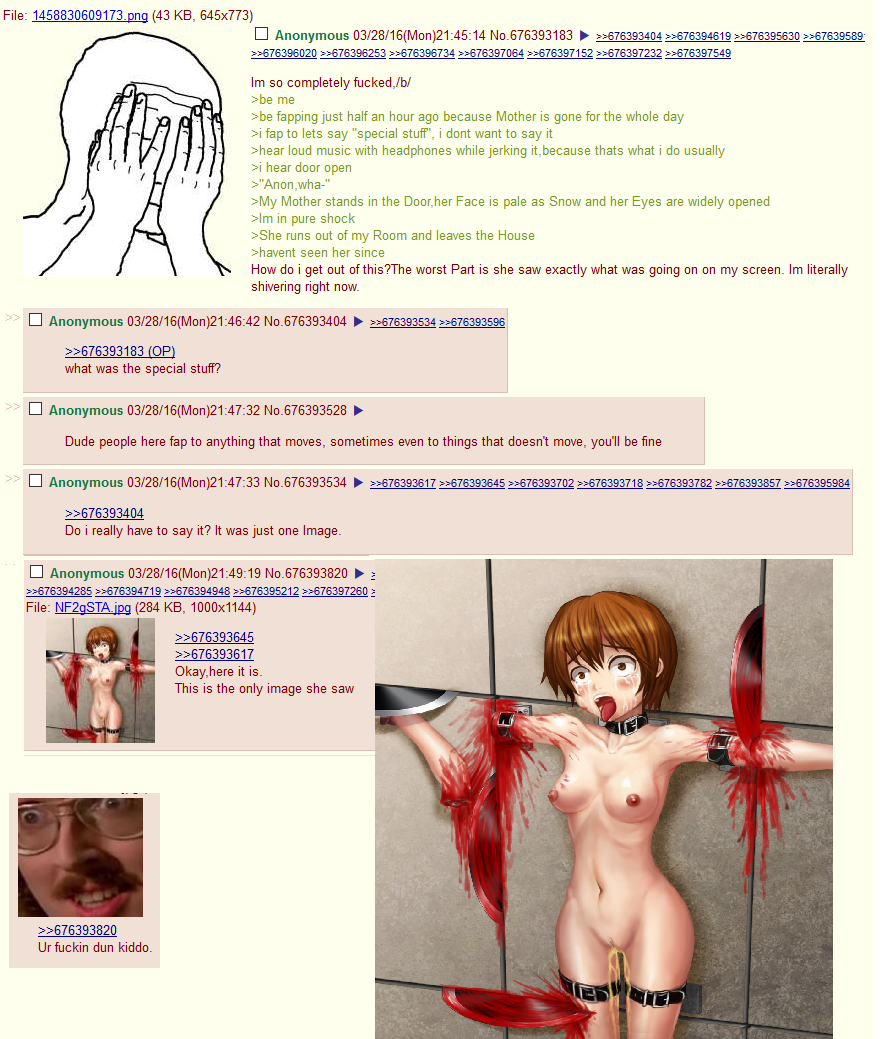 File: 1458830609173.png (43 KB, 645x773)
Anonymous 03/28/16(Mon)21:45:14 No.676393183 ▶ >>676393404 >>676394619 >>676395630 >>67639589
>>676396020 >>676396253 >>676396734 >>676397064 >>676397152 >>676397232 >>676397549
Im so completely fucked,/b/
>be me
>be fapping just half an hour ago because Mother is gone for the whole day
>i fap to lets say "special stuff", i dont want to say it
>hear loud music with headphones while jerking it,because thats what i do usually
>i hear door open
>"Anon,wha-"
>My Mother stands in the Door,her Face is pale as Snow and her Eyes are widely opened
>Im in pure shock
>She runs out of my Room and leaves the House
>havent seen her since
How do i get out of this?The worst Part is she saw exactly what was going on on my screen. Im literally
shivering right now.
>> Anonymous 03/28/16(Mon)21:46:42 No.676393404 ▶ >>676393534 >>676393596
>>676393183 (OP)
what was the special stuff?
>> Anonymous 03/28/16(Mon)21:47:32 No.676393528 ▶
Dude people here fap to anything that moves, sometimes even to things that doesn't move, you'll be fine
>> Anonymous 03/28/16(Mon)21:47:33 No.676393534 ▶ >>676393617 >>676393645 >>676393702 >>676393718 >>676393782 >>676393857 >>676395984
>>676393404
Do i really have to say it? It was just one Image.
Anonymous 03/28/16(Mon)21:49:19 No.676393820 ▶
>>676394285 >>676394719 >>676394948 >>676395212 >>676397260
File: NF2gSTA.jpg (284 KB, 1000x1144)
>>676393645
>>676393617
Okay,here it is.
This is the only image she saw
>>676393820
Ur fuckin dun kiddo.